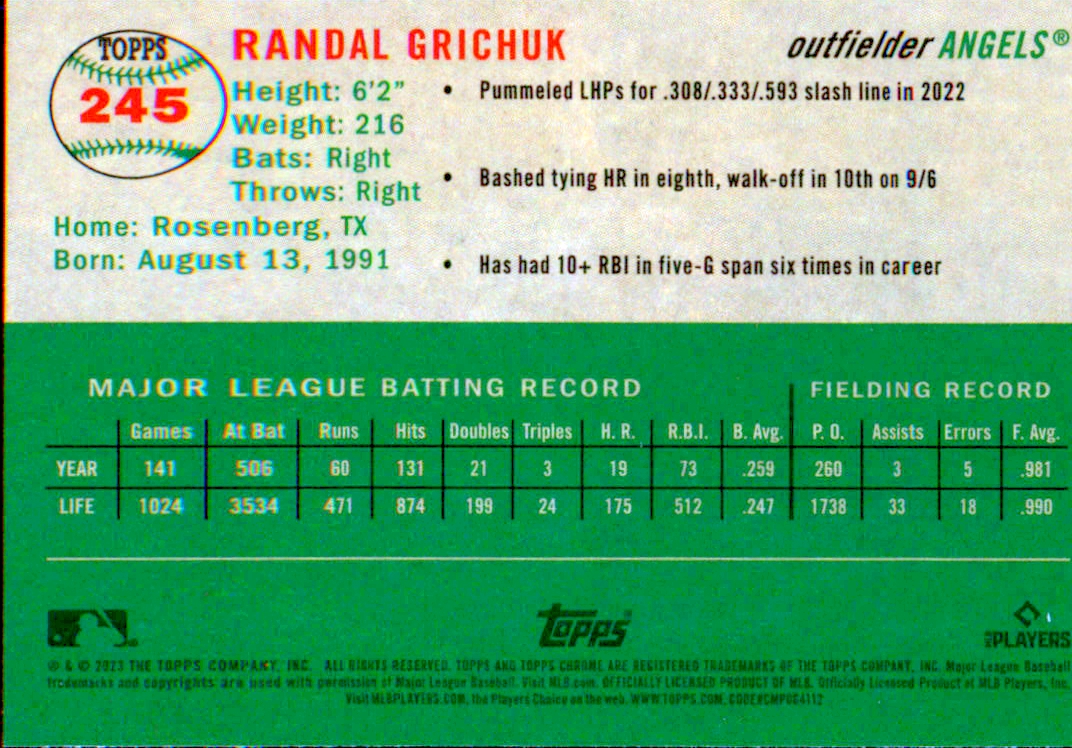 TOPPS
245
RANDAL GRICHUK
outfielder ANGELS®
Height: 6'2"
Weight: 216
Bats: Right
Throws: Right
Home: Rosenberg, TX
Born: August 13, 1991
• Pummeled LHPs for .308/.333/.593 slash line in 2022
• Bashed tying HR in eighth, walk-off in 10th on 9/6
• Has had 10+ RBI in five-G span six times in career
MAJOR LEAGUE BATTING RECORD FIELDING RECORD
Games At Bat Runs Hits Doubles Triples H. R. R.B.I. B. Avg. P. O. Assists Errors F. Avg.
YEAR 141 506 60 131 21 3 19 73 .259 260 3 5 .981
LIFE 1024 3534 471 874 199 24 175 512 .247 1738 33 18 .990
topps
PLAYERS
® & © 2023 THE TOPPS COMPANY, INC. ALL RIGHTS RESERVED. TOPPS AND TOPPS CHROME ARE REGISTERED TRADEMARKS OF THE TOPPS COMPANY, INC. Major League Baseball
trademarks and copyrights are used with permission of Major League Baseball. Visit MLB.com. OFFICIALLY LICENSED PRODUCT OF MLB. Officially Licensed Product of MLB Players, Inc.
Visit MLBPLAYERS.COM, the Players Choice on the web. WWW.TOPPS.COM.